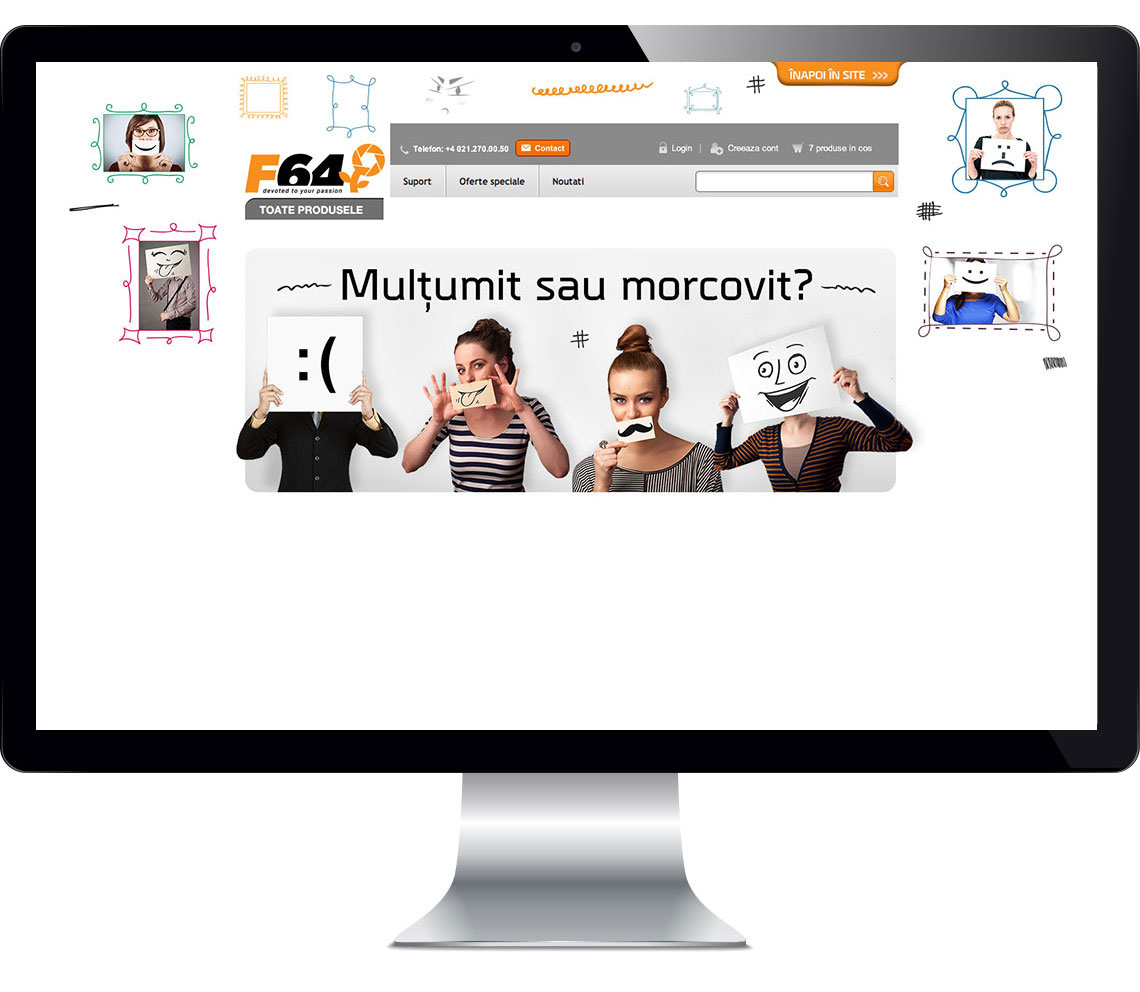 ÎNAPOI ÎN SITE >>>
Telefon: +4 021.270.00.50 Contact Login | Creeaza cont 7 produse in cos
F64
devoted to your passion
Suport Oferte speciale Noutati
TOATE PRODUSELE
Mulțumit sau morcovit?
:(